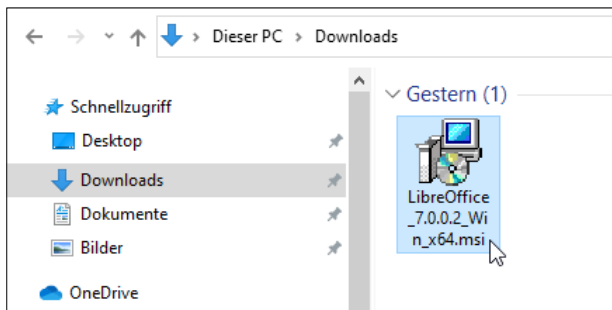 Dieser PC > Downloads
Schnellzugriff
Desktop
Downloads
Dokumente
Bilder
OneDrive
Gestern (1)
LibreOffice
_7.0.0.2_Wi
n_x64.msi